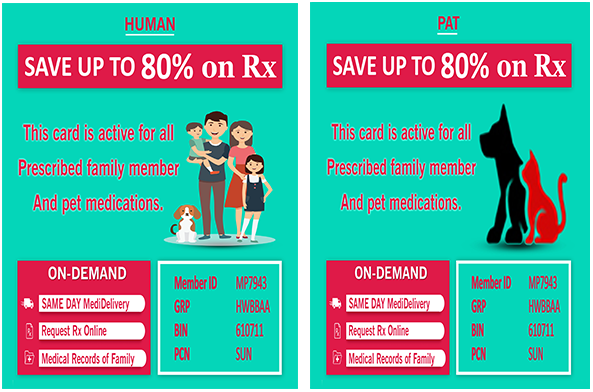 HUMAN
SAVE UP TO 80% on Rx
This card is active for all
Prescribed family member
And pet medications.
ON-DEMAND
SAME DAY MediDelivery
Request Rx Online
Medical Records of Family
Member ID MP7943
GRP HWBBAA
BIN 610711
PCN SUN
PAT
SAVE UP TO 80% on Rx
This card is active for all
Prescribed family member
And pet medications.
ON-DEMAND
SAME DAY MediDelivery
Request Rx Online
Medical Records of Family
Member ID MP7943
GRP HWBBAA
BIN 610711
PCN SUN